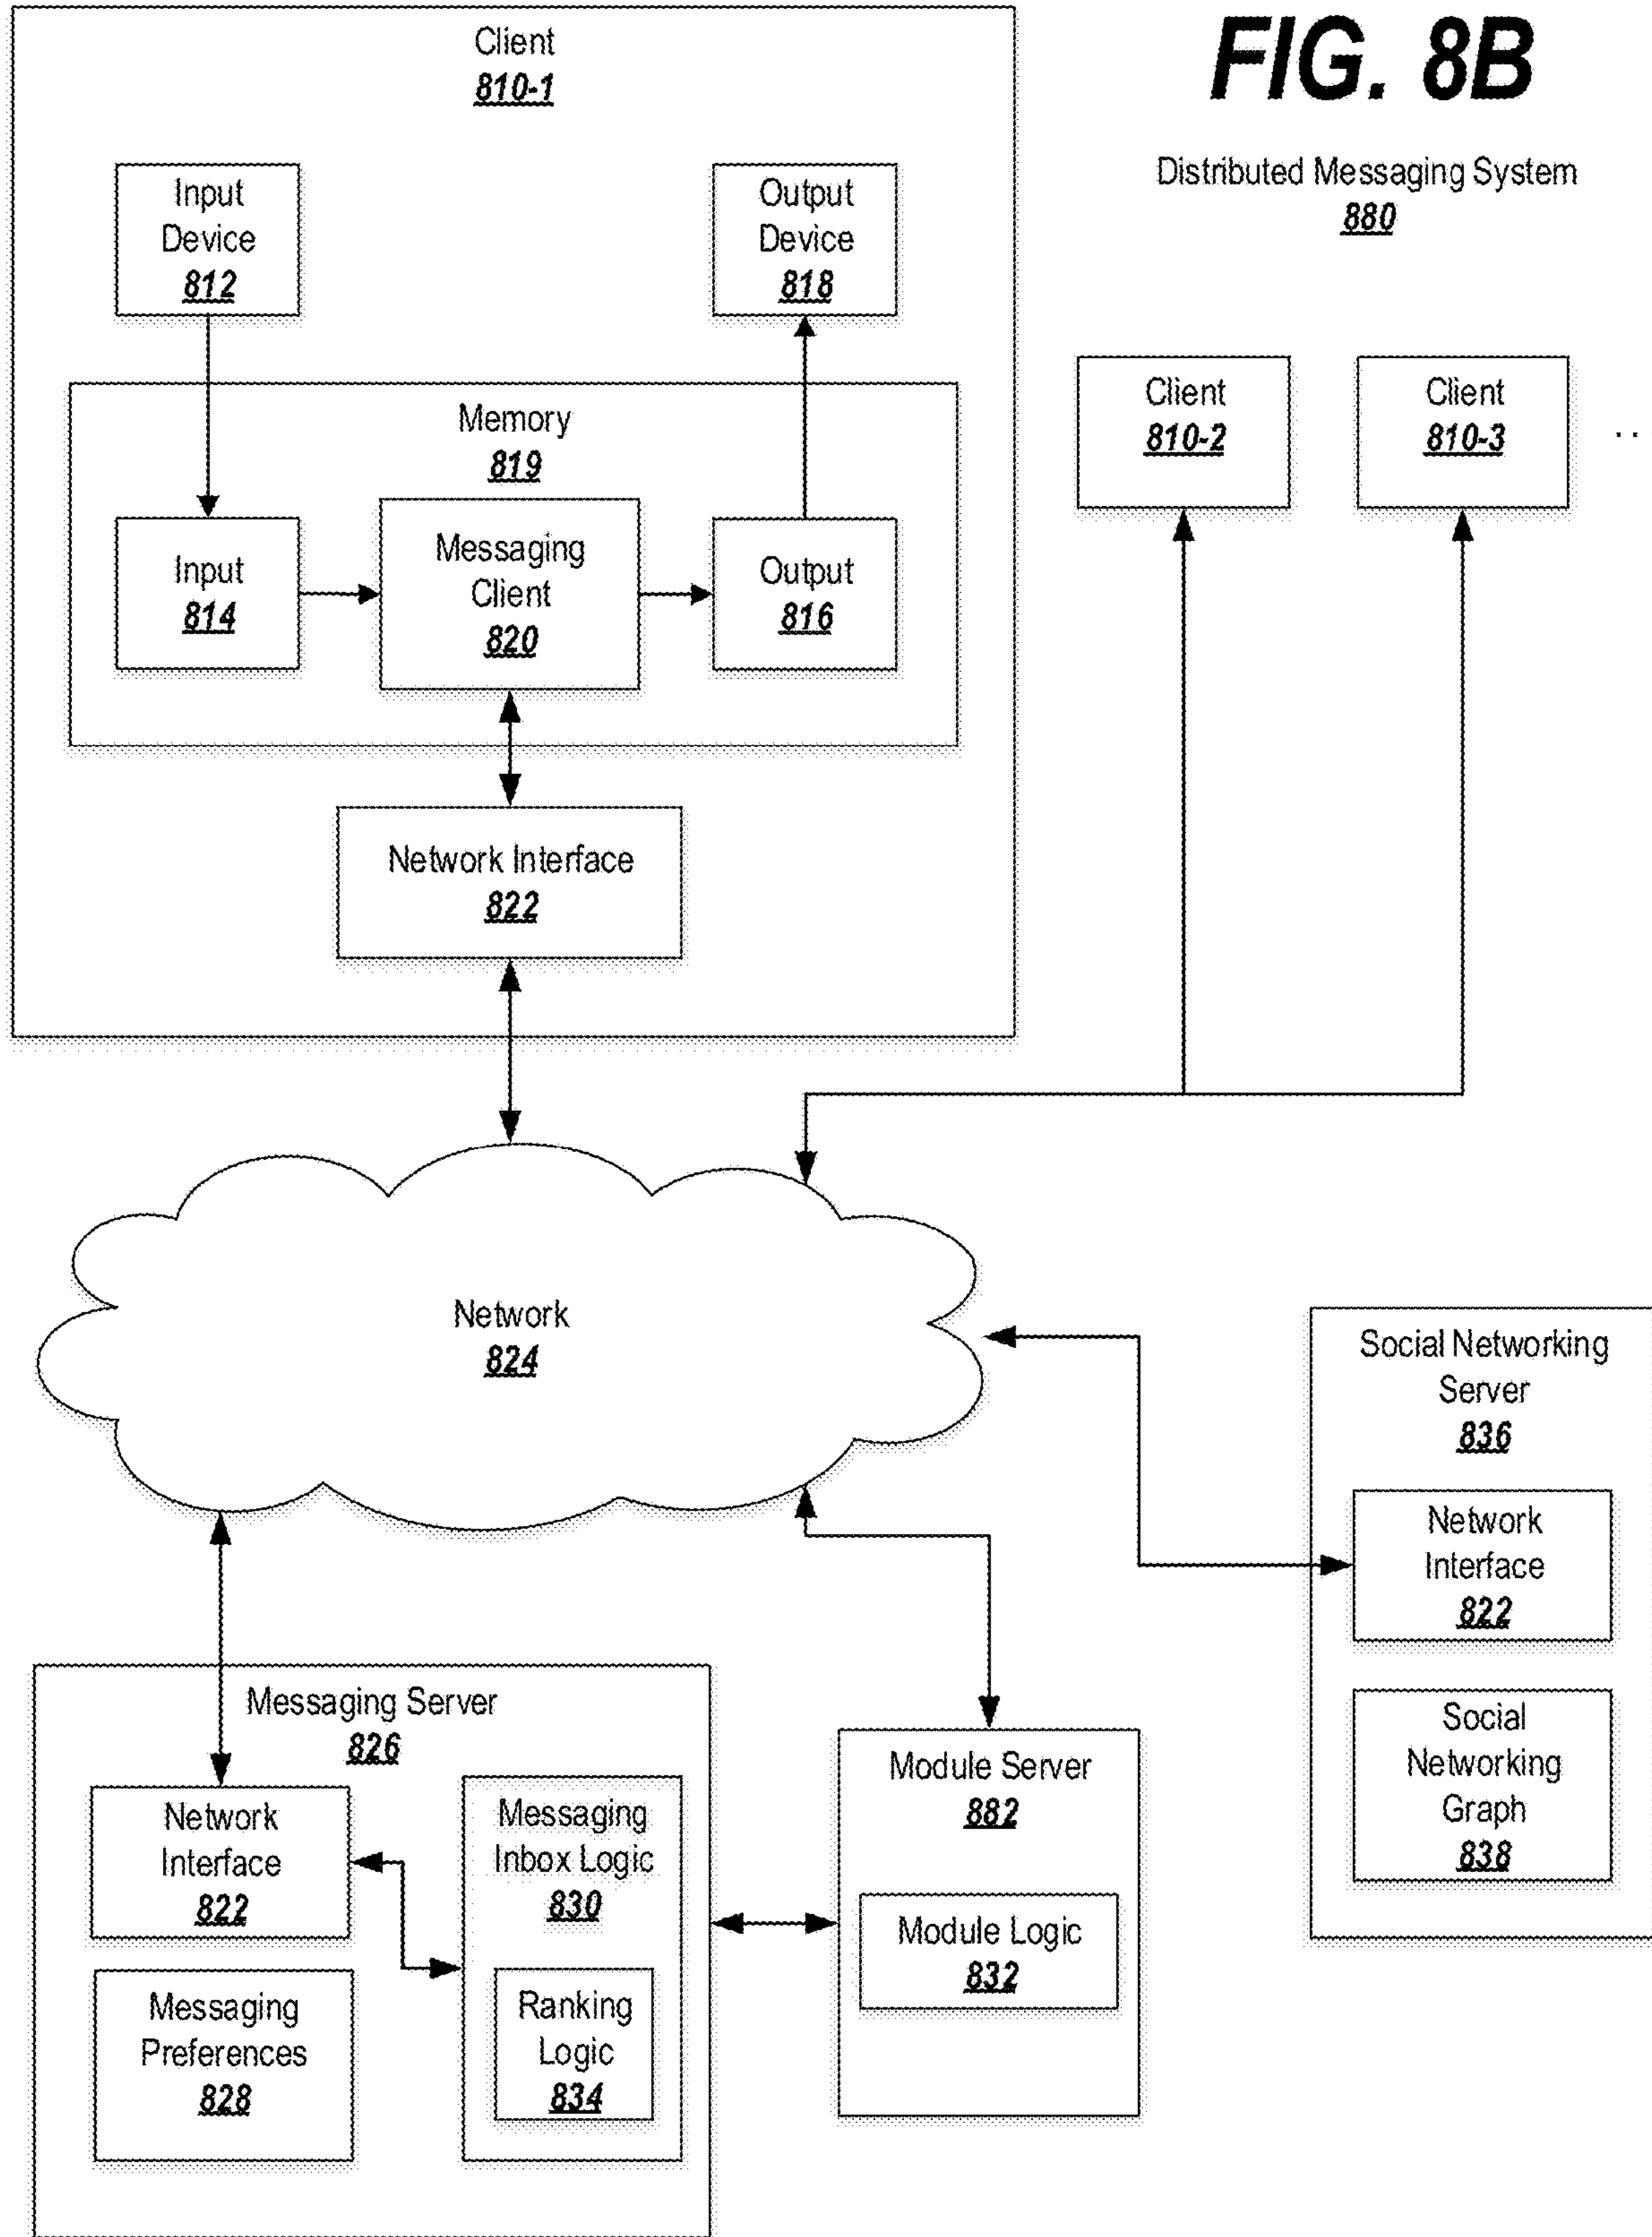 FIG. 8B
Distributed Messaging System
880
Client
810-1
Input
Device
812
Output
Device
818
Memory
819
Input
814
Messaging
Client
820
Output
816
Network Interface
822
Client
810-2
Client
810-3
. .
Network
824
Social Networking
Server
836
Network
Interface
822
Social
Networking
Graph
838
Messaging Server
826
Network
Interface
822
Messaging
Preferences
828
Messaging
Inbox Logic
830
Ranking
Logic
834
Module Server
882
Module Logic
832